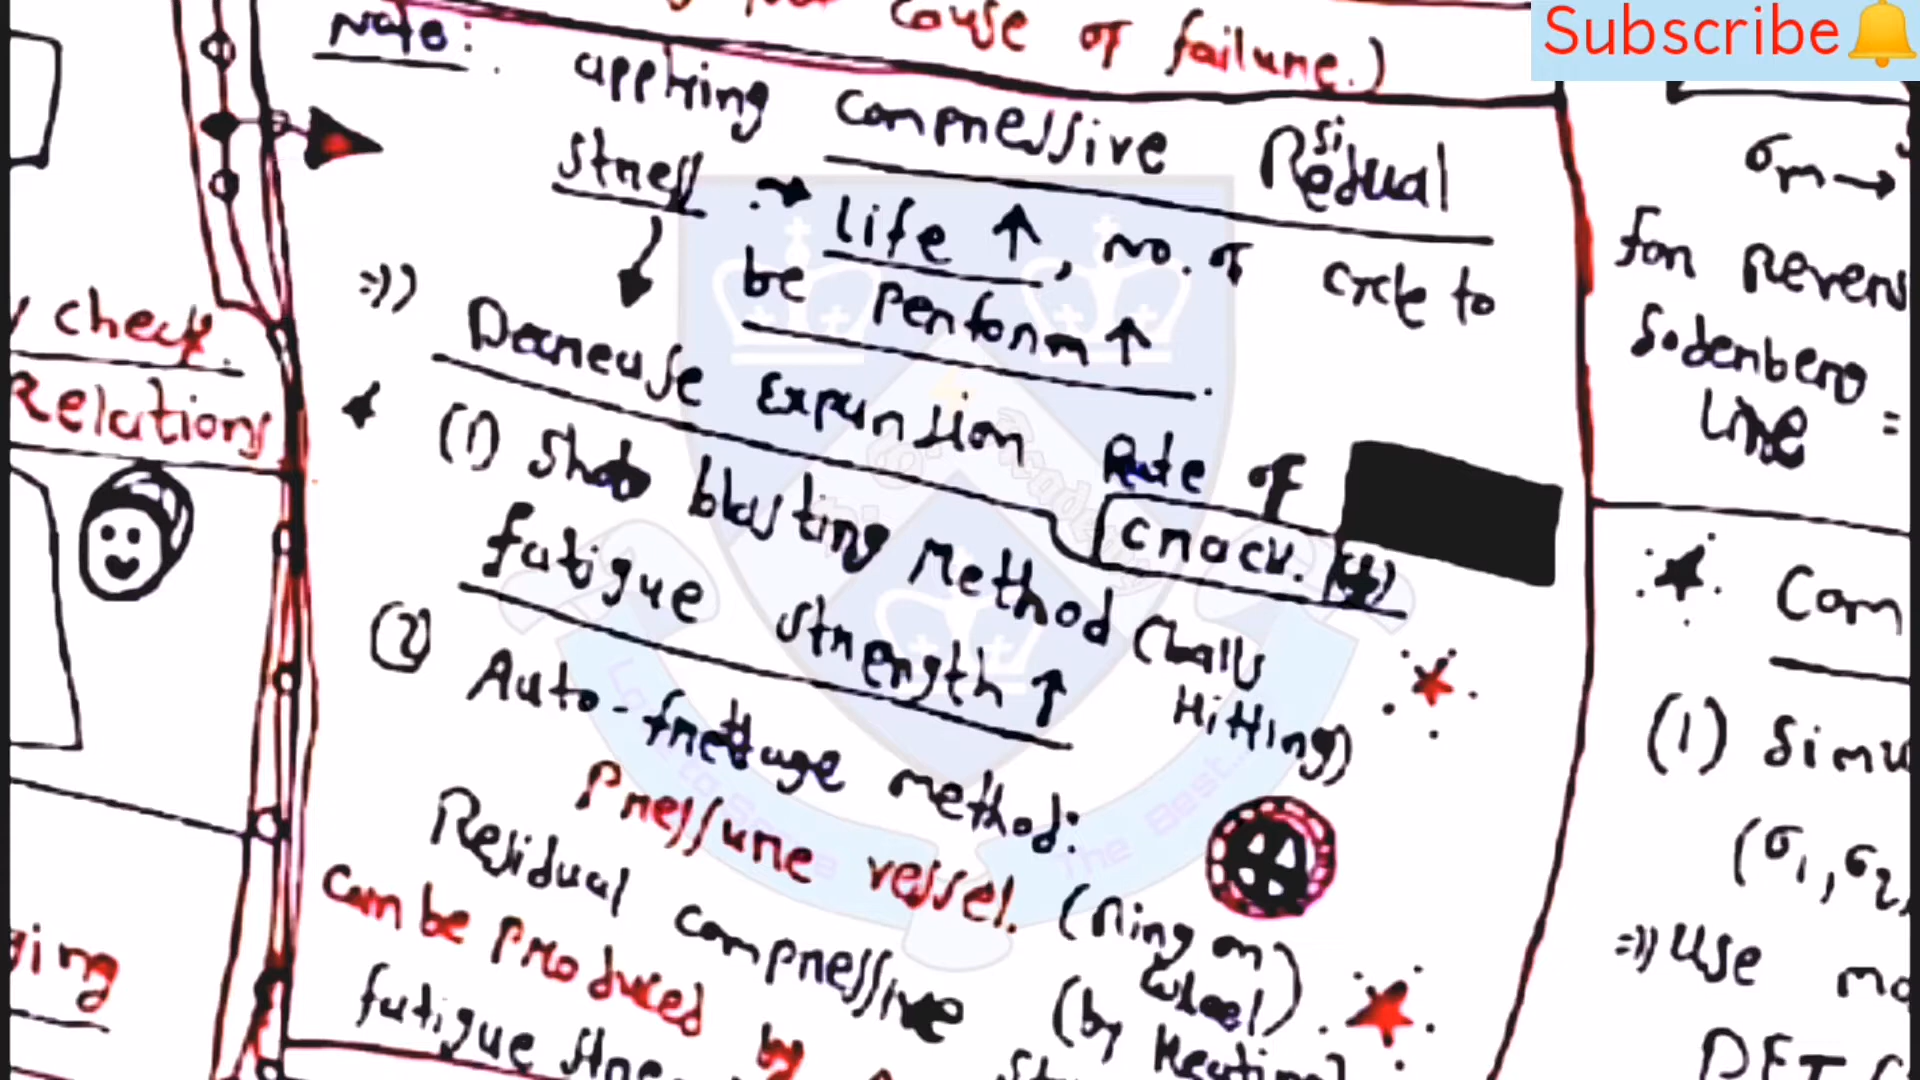 cause of failure.)
Subscribe
Note: applying compressive Residual
stress → life ↑, no. of cycle to
be perform ↑
⇒)) Decrease expansion Rate of
crack. (↓)
(1) Shot blasting Method (balls
Hitting)
fatigue strength ↑
(2) Auto-frettage method:
Pressure vessel. (Ring on
wheel)
Residual compressive
(by Heating)
can be produced by
fatigue
check.
Relations
σm →
for Revers
Soderberg =
Line
Com
(1) Simu
(σ1, σ2,
⇒)) Use